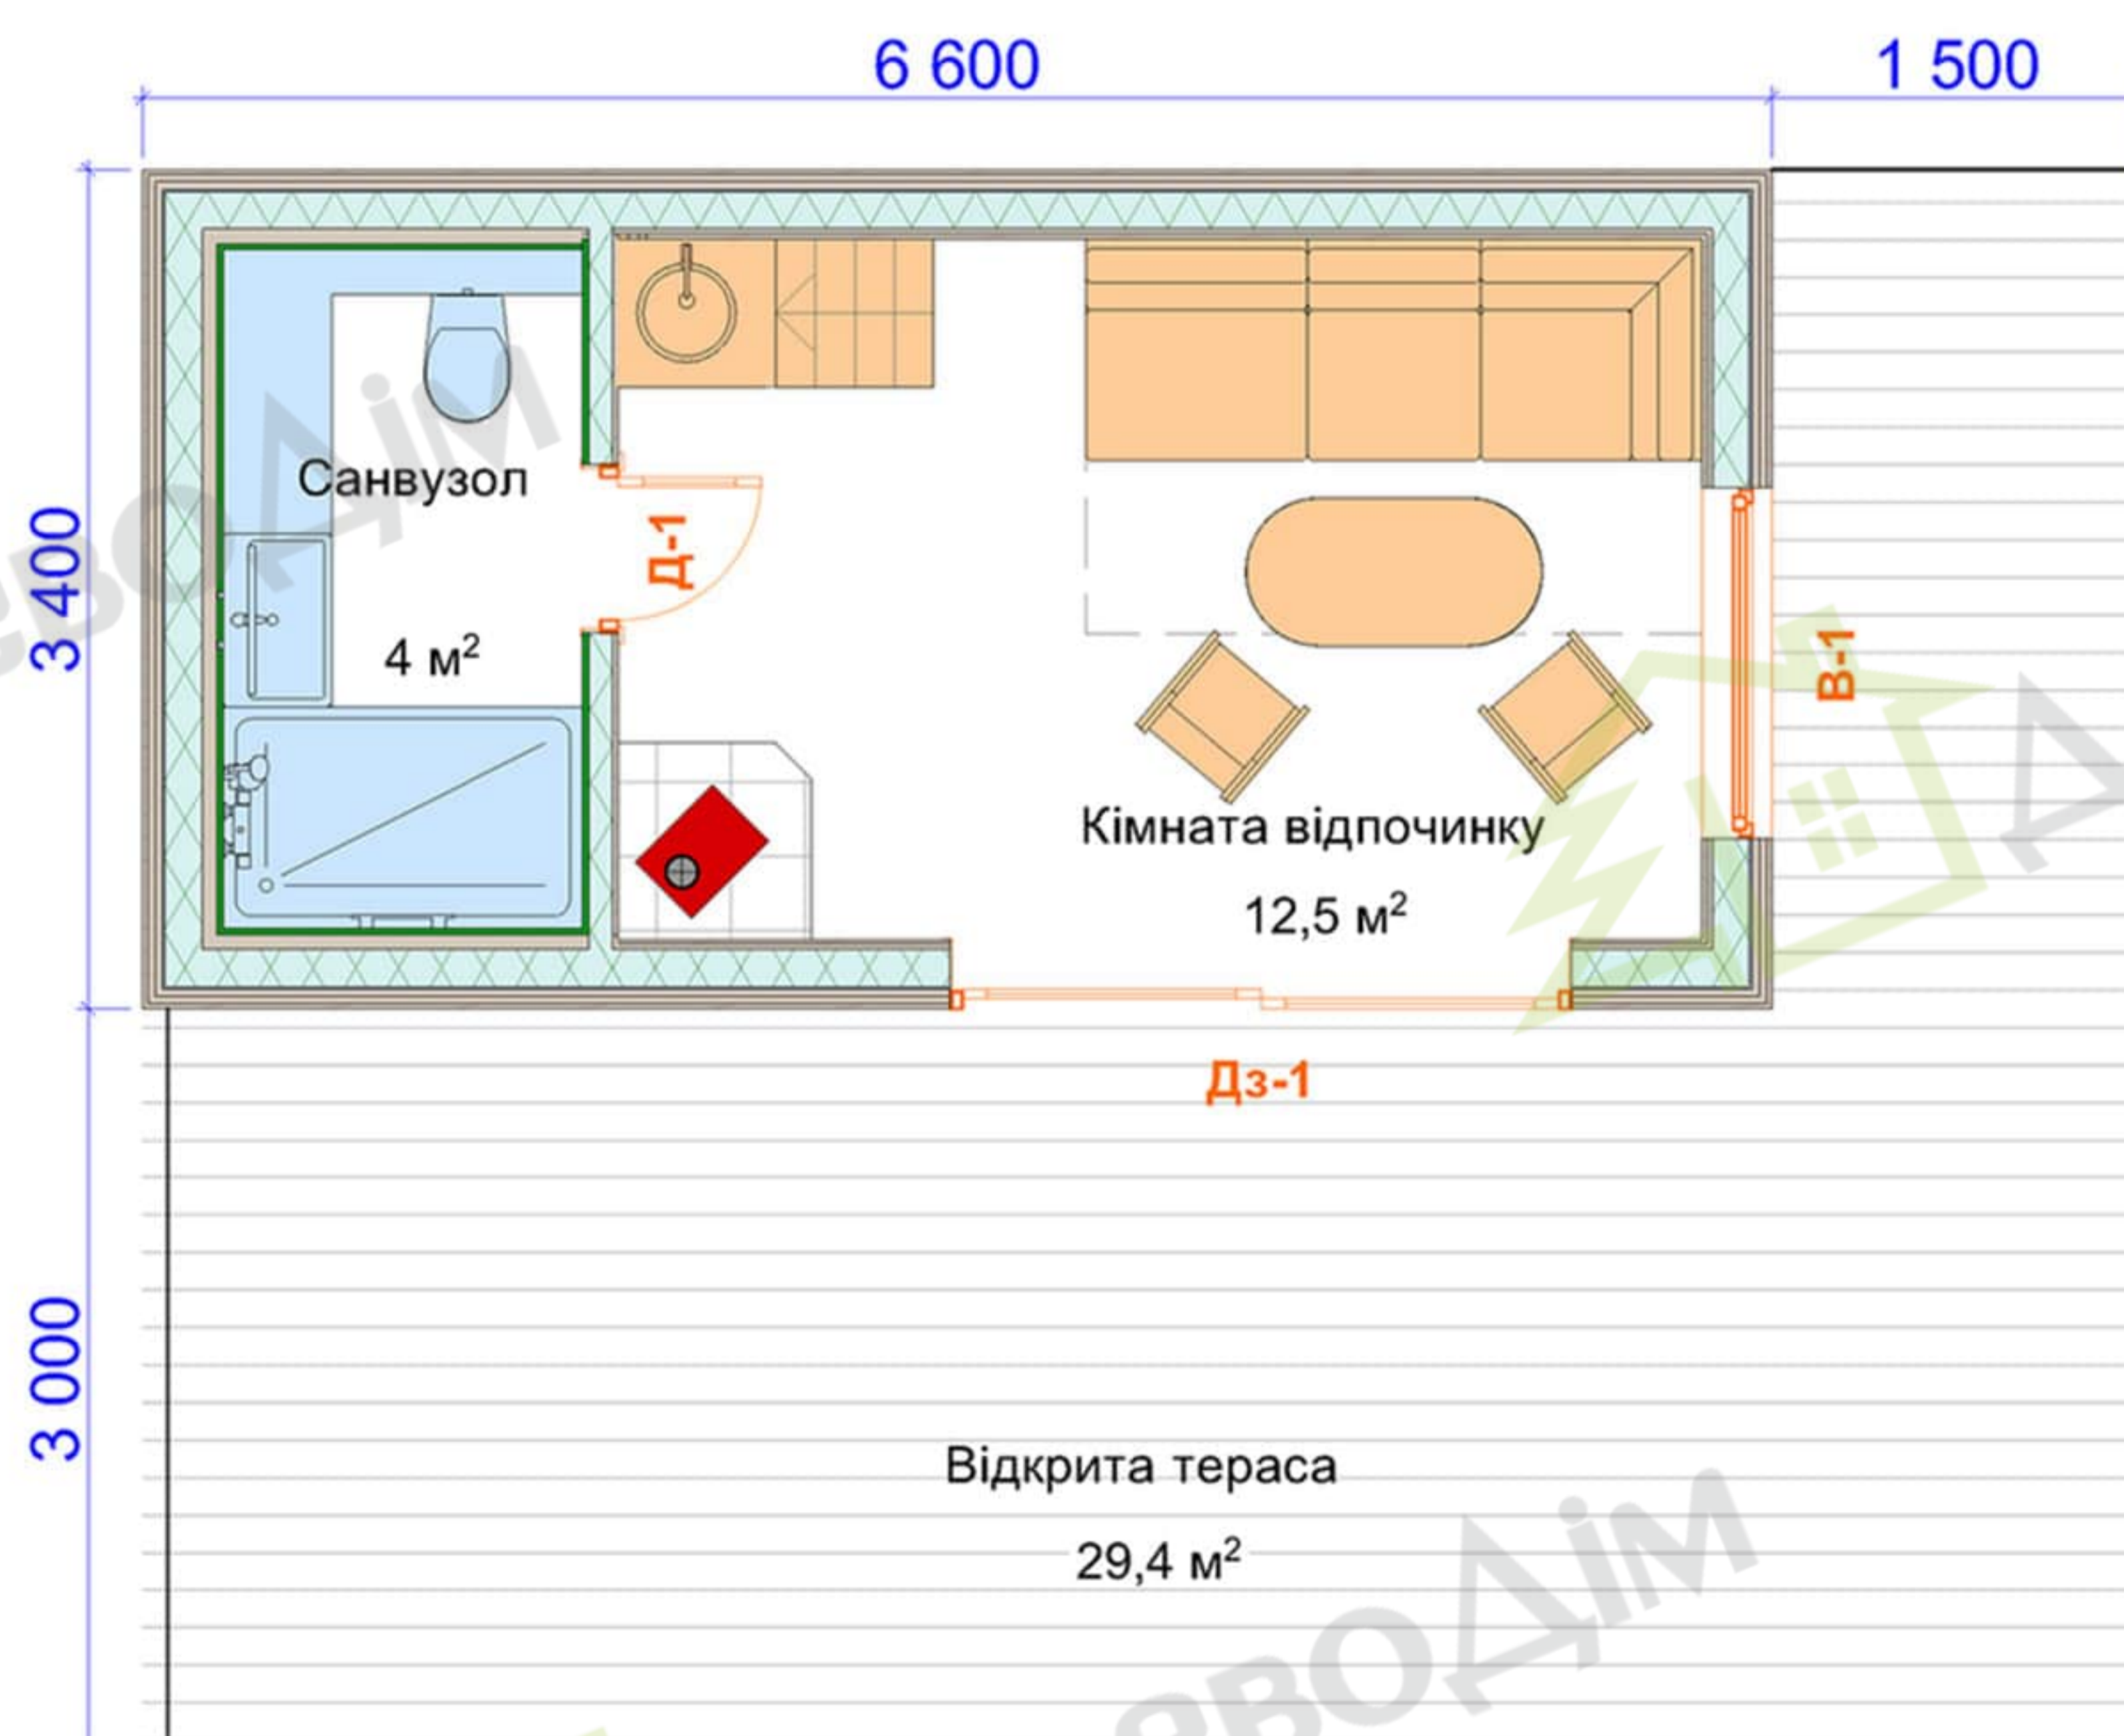 6 600
1 500
3 400
Санвузол
4 м²
Д-1
В-1
Кімната відпочинку
12,5 м²
Дз-1
3 000
Відкрита тераса
29,4 м²